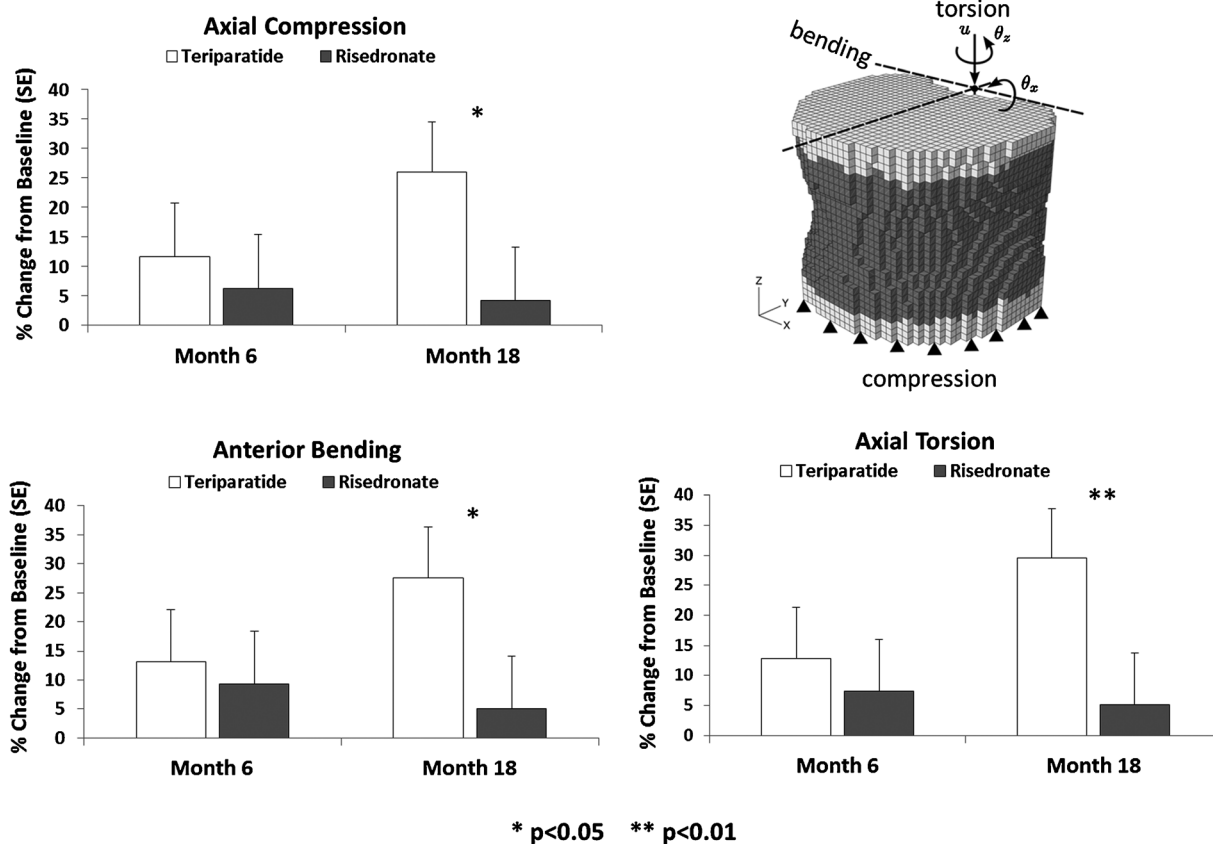 Axial Compression
Teriparatide Risedronate
% Change from Baseline (SE)
40
35
30
25
20
15
10
5
0
Month 6 Month 18
*
torsion
u θz
bending
θx
Z
Y
X
compression
Anterior Bending
Teriparatide Risedronate
% Change from Baseline (SE)
40
35
30
25
20
15
10
5
0
Month 6 Month 18
*
Axial Torsion
Teriparatide Risedronate
% Change from Baseline (SE)
40
35
30
25
20
15
10
5
0
Month 6 Month 18
**
* p<0.05 ** p<0.01